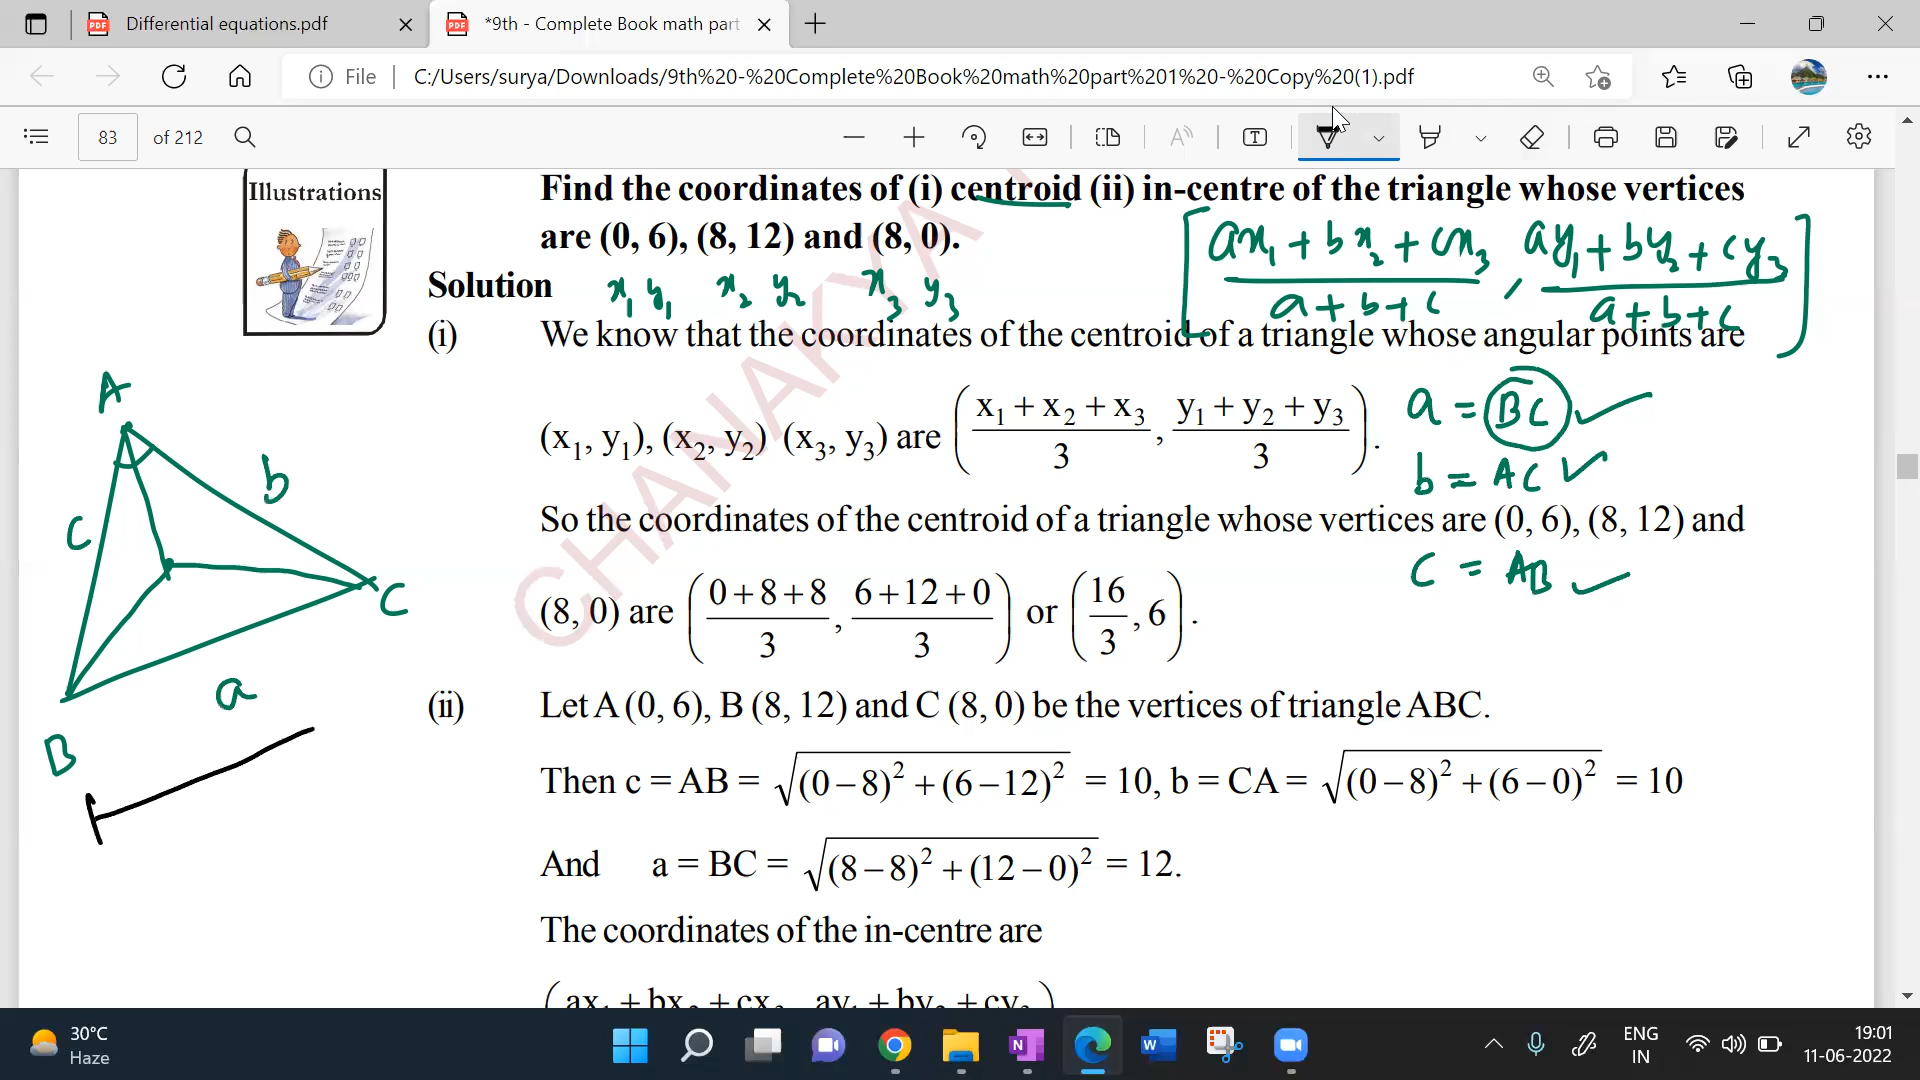 Differential equations.pdf
*9th - Complete Book math part
File C:/Users/surya/Downloads/9th%20-%20Complete%20Book%20math%20part%201%20-%20Copy%20(1).pdf
83 of 212
Illustrations
Find the coordinates of (i) centroid (ii) in-centre of the triangle whose vertices
are (0, 6), (8, 12) and (8, 0).
[ax₁ + bx₂ + cx₃ / a + b + c , ay₁ + by₂ + cy₃ / a + b + c]
Solution
x₁ y₁ x₂ y₂ x₃ y₃
(i) We know that the coordinates of the centroid of a triangle whose angular points are
(x₁, y₁), (x₂, y₂) (x₃, y₃) are (x₁ + x₂ + x₃ / 3, y₁ + y₂ + y₃ / 3).
a = BC ✓
b = AC ✓
So the coordinates of the centroid of a triangle whose vertices are (0, 6), (8, 12) and
c = AB ✓
(8, 0) are (0 + 8 + 8 / 3, 6 + 12 + 0 / 3) or (16 / 3, 6).
A
b
c
C
a
B
(ii) Let A (0, 6), B (8, 12) and C (8, 0) be the vertices of triangle ABC.
Then c = AB = √(0 – 8)² + (6 – 12)² = 10, b = CA = √(0 – 8)² + (6 – 0)² = 10
And a = BC = √(8 – 8)² + (12 – 0)² = 12.
The coordinates of the in-centre are
(ax₁ + bx₂ + cx₃ ay₁ + by₂ + cy₃)
CHANAKYA
30°C
Haze
ENG
IN
19:01
11-06-2022